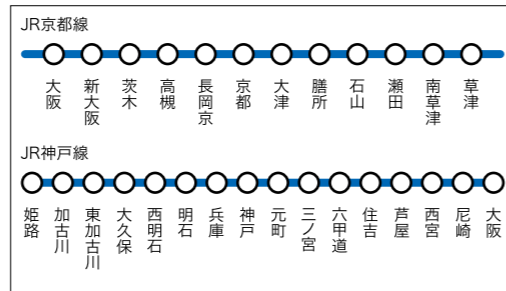 JR京都線
大阪
新大阪
茨木
高槻
長岡京
京都
大津
膳所
石山
瀬田
南草津
草津
JR神戸線
姫路
加古川
東加古川
大久保
西明石
明石
兵庫
神戸
元町
三ノ宮
六甲道
住吉
芦屋
西宮
尼崎
大阪